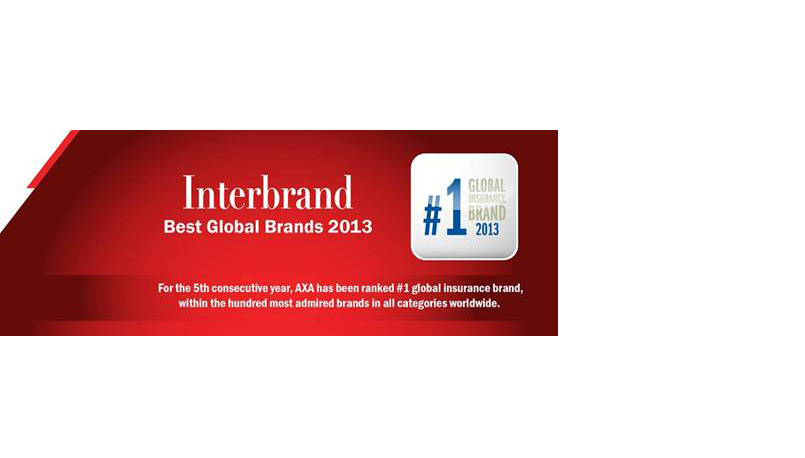 Interbrand
Best Global Brands 2013
#1
GLOBAL
INSURANCE
BRAND
2013
For the 5th consecutive year, AXA has been ranked #1 global insurance brand,
within the hundred most admired brands in all categories worldwide.